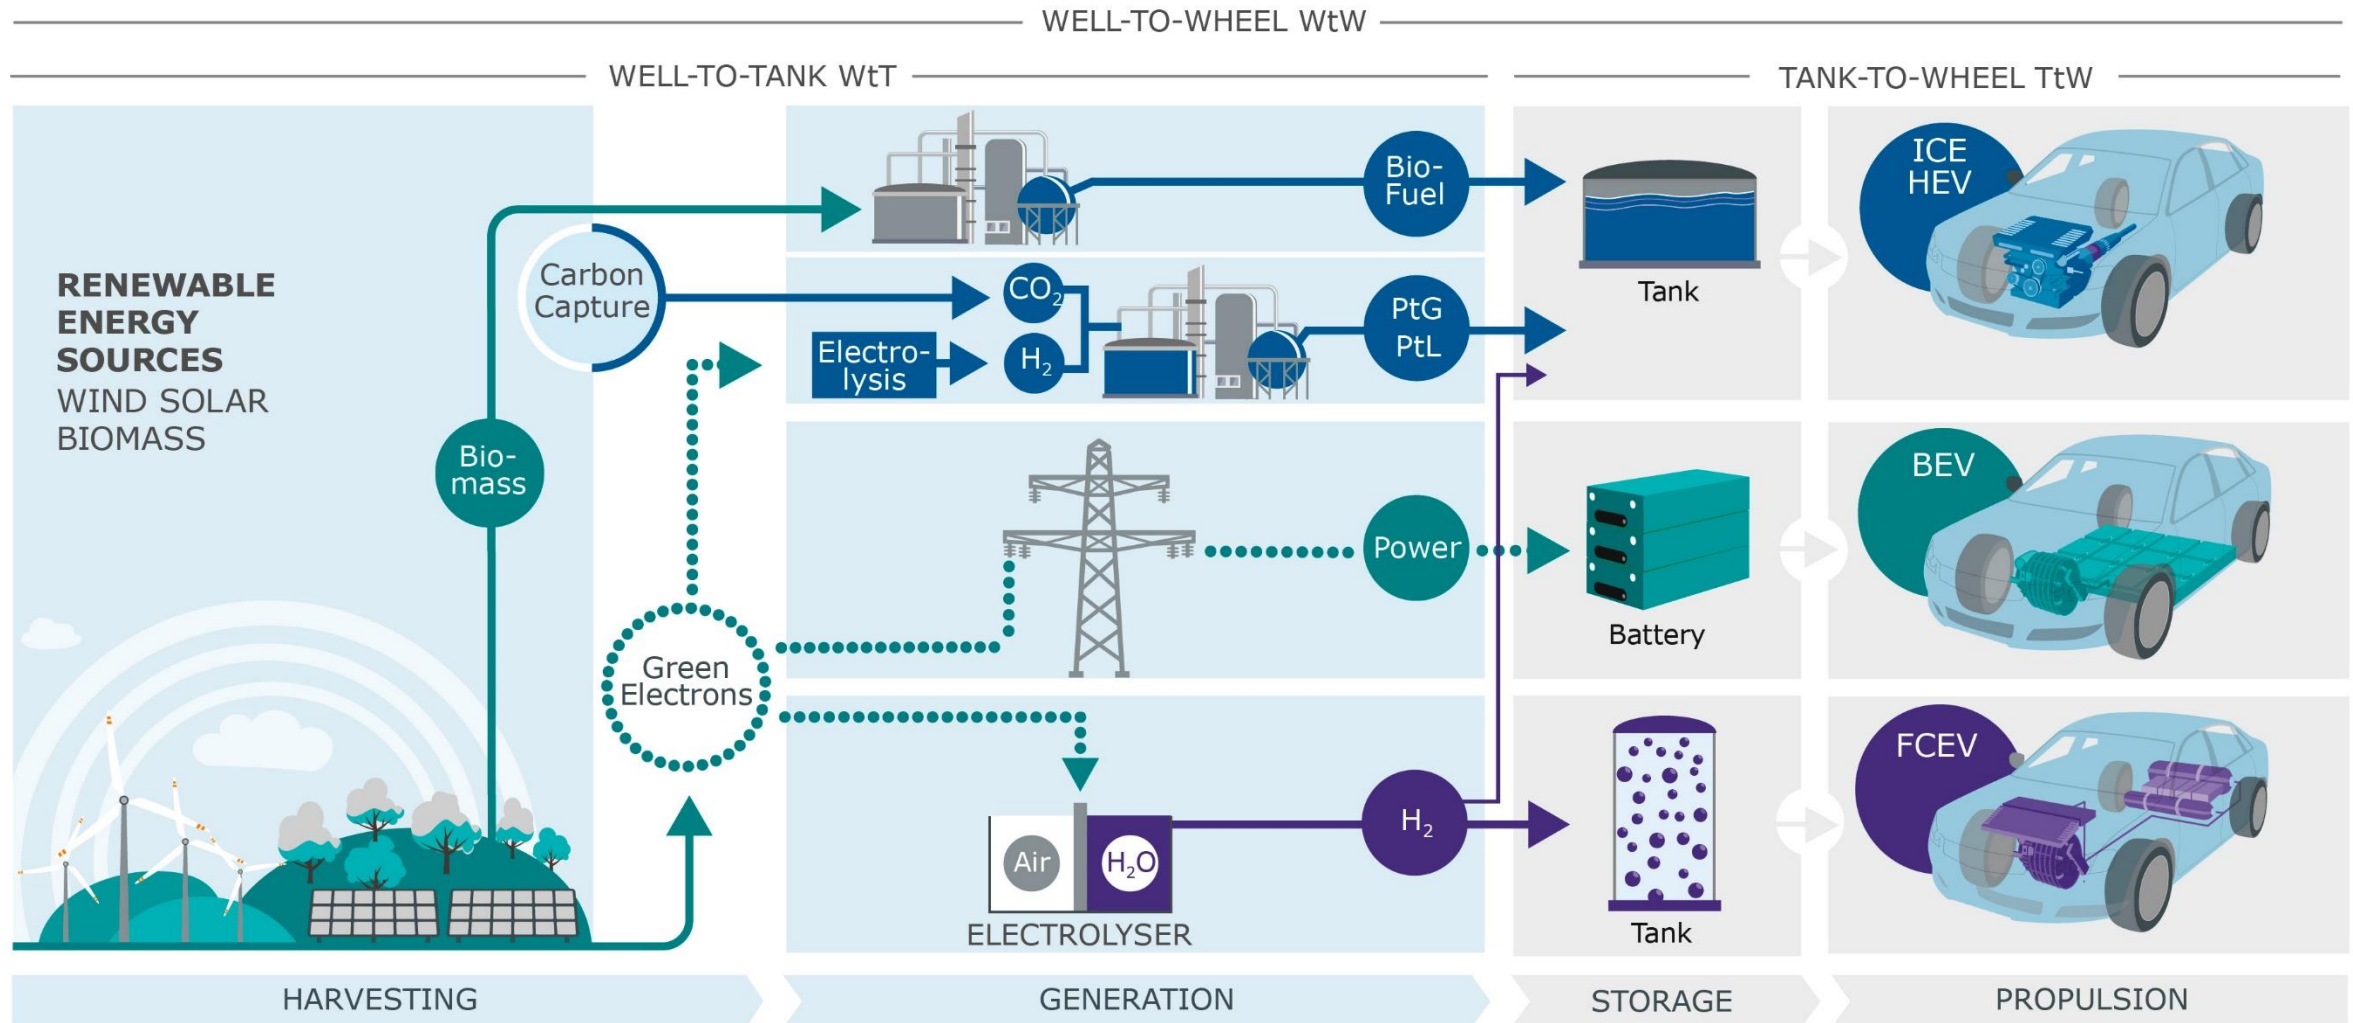 WELL-TO-WHEEL WtW
WELL-TO-TANK WtT
TANK-TO-WHEEL TtW
RENEWABLE
ENERGY
SOURCES
WIND SOLAR
BIOMASS
Bio-
mass
Carbon
Capture
Green
Electrons
Bio-
Fuel
CO₂
Electro-
lysis
H₂
PtG
PtL
Power
Air
H₂O
ELECTROLYSER
H₂
Tank
Battery
Tank
ICE
HEV
BEV
FCEV
HARVESTING
GENERATION
STORAGE
PROPULSION